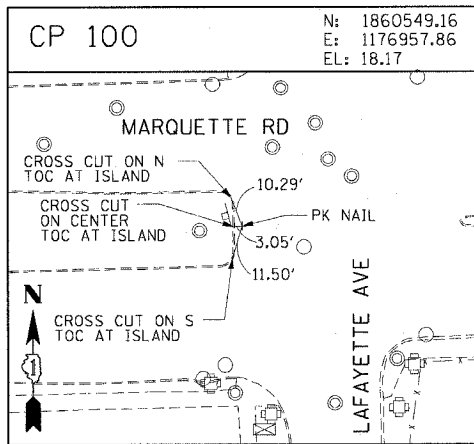 CP 100
N: 1860549.16
E: 1176957.86
EL: 18.17
MARQUETTE RD
CROSS CUT ON N
TOC AT ISLAND
10.29'
CROSS CUT
ON CENTER
TOC AT ISLAND
PK NAIL
3.05'
11.50'
N
CROSS CUT ON S
TOC AT ISLAND
LAFAYETTE AVE
x
x